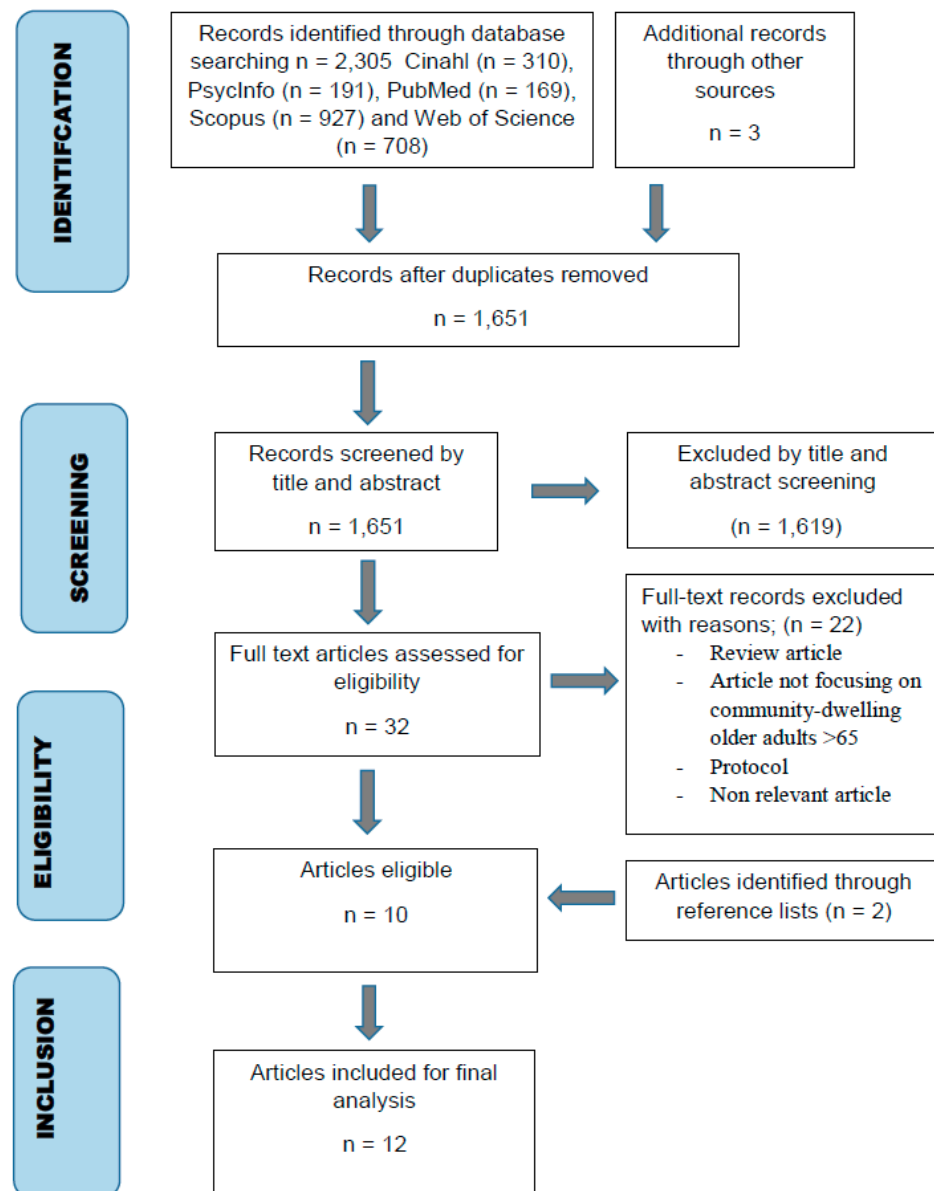 IDENTIFCATION
Records identified through database
searching n = 2,305 Cinahl (n = 310),
PsycInfo (n = 191), PubMed (n = 169),
Scopus (n = 927) and Web of Science
(n = 708)
Additional records
through other
sources
n = 3
Records after duplicates removed
n = 1,651
SCREENING
Records screened by
title and abstract
n = 1,651
Excluded by title and
abstract screening
(n = 1,619)
Full text articles assessed for
eligibility
n = 32
Full-text records excluded
with reasons; (n = 22)
- Review article
- Article not focusing on
community-dwelling
older adults >65
- Protocol
- Non relevant article
ELIGIBILITY
Articles eligible
n = 10
Articles identified through
reference lists (n = 2)
INCLUSION
Articles included for final
analysis
n = 12